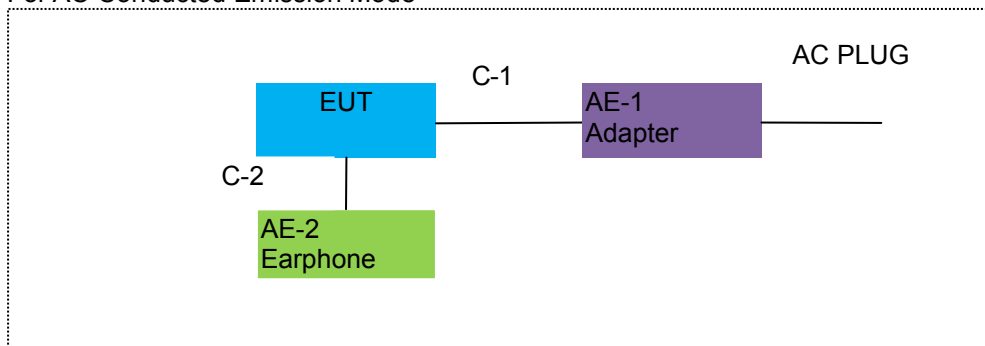 For AC Conducted Emission Mode
AC PLUG
C-1
EUT
AE-1
Adapter
C-2
AE-2
Earphone